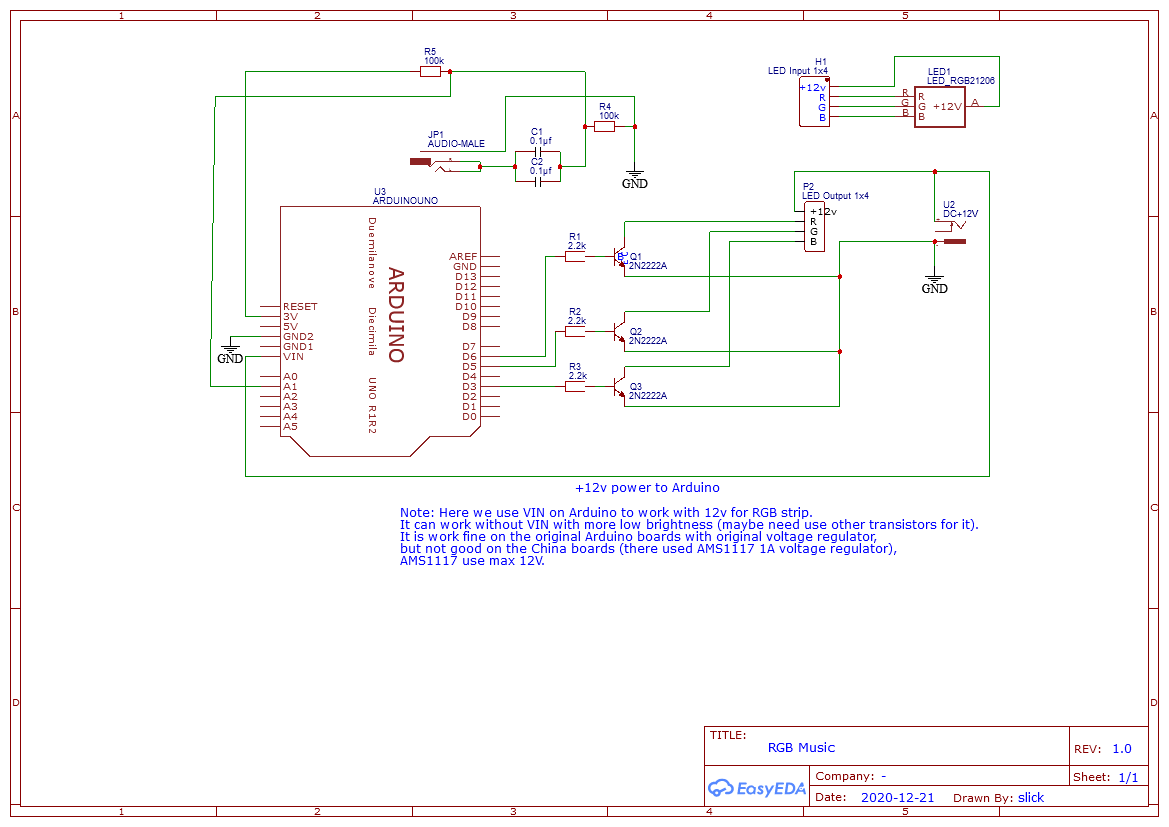 1 2 3 4 5
A A
B B
C C
D D
1 2 3 4 5
R5
100k
R4
100k
JP1
AUDIO-MALE
C1
0.1µf
C2
0.1µf
GND
H1
LED Input 1x4
+12v
R
G
B
LED1
LED_RGB21206
R
G
B
R
G
B
+12V
A
U3
ARDUINOUNO
Duemilanove
Diecimila
UNO R1R2
ARDUINO
RESET
3V
5V
GND2
GND1
VIN
A0
A1
A2
A3
A4
A5
AREF
GND
D13
D12
D11
D10
D9
D8
D7
D6
D5
D4
D3
D2
D1
D0
GND
R1
2.2k
B
Q1
2N2222A
R2
2.2k
Q2
2N2222A
R3
2.2k
Q3
2N2222A
P2
LED Output 1x4
+12v
R
G
B
U2
DC+12V
GND
+12v power to Arduino
Note: Here we use VIN on Arduino to work with 12v for RGB strip.
It can work without VIN with more low brightness (maybe need use other transistors for it).
It is work fine on the original Arduino boards with original voltage regulator,
but not good on the China boards (there used AMS1117 1A voltage regulator),
AMS1117 use max 12V.
TITLE:
RGB Music
REV: 1.0
EasyEDA
Company: -
Sheet: 1/1
Date: 2020-12-21 Drawn By: slick